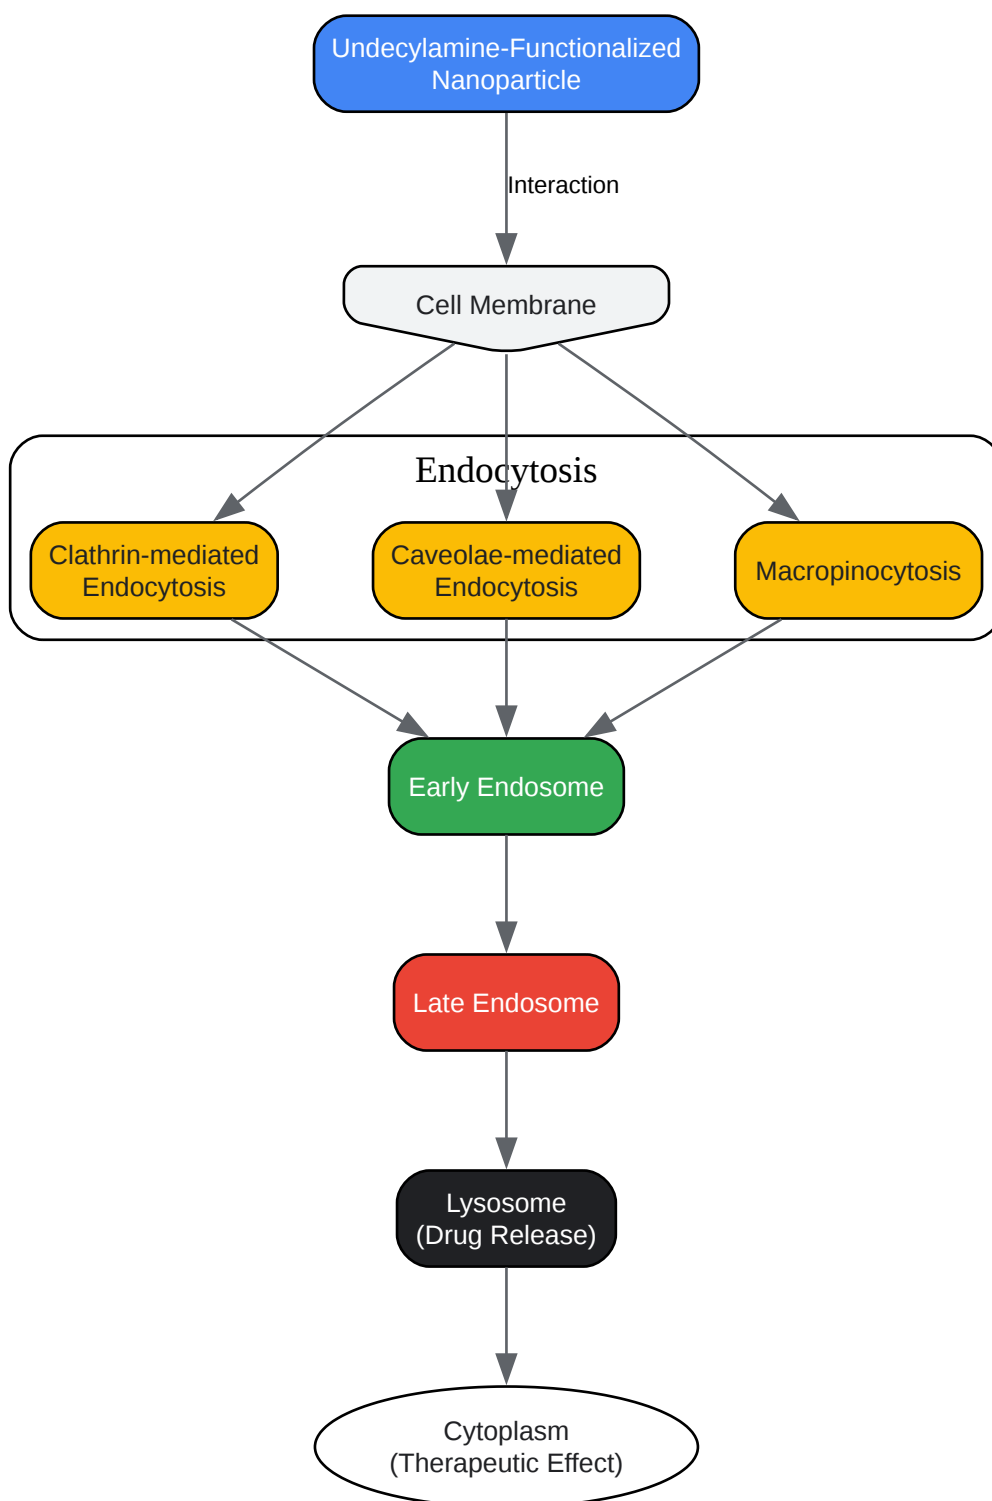 Undecylamine-Functionalized
Nanoparticle
Interaction
Cell Membrane
Endocytosis
Clathrin-mediated
Endocytosis
Caveolae-mediated
Endocytosis
Macropinocytosis
Early Endosome
Late Endosome
Lysosome
(Drug Release)
Cytoplasm
(Therapeutic Effect)